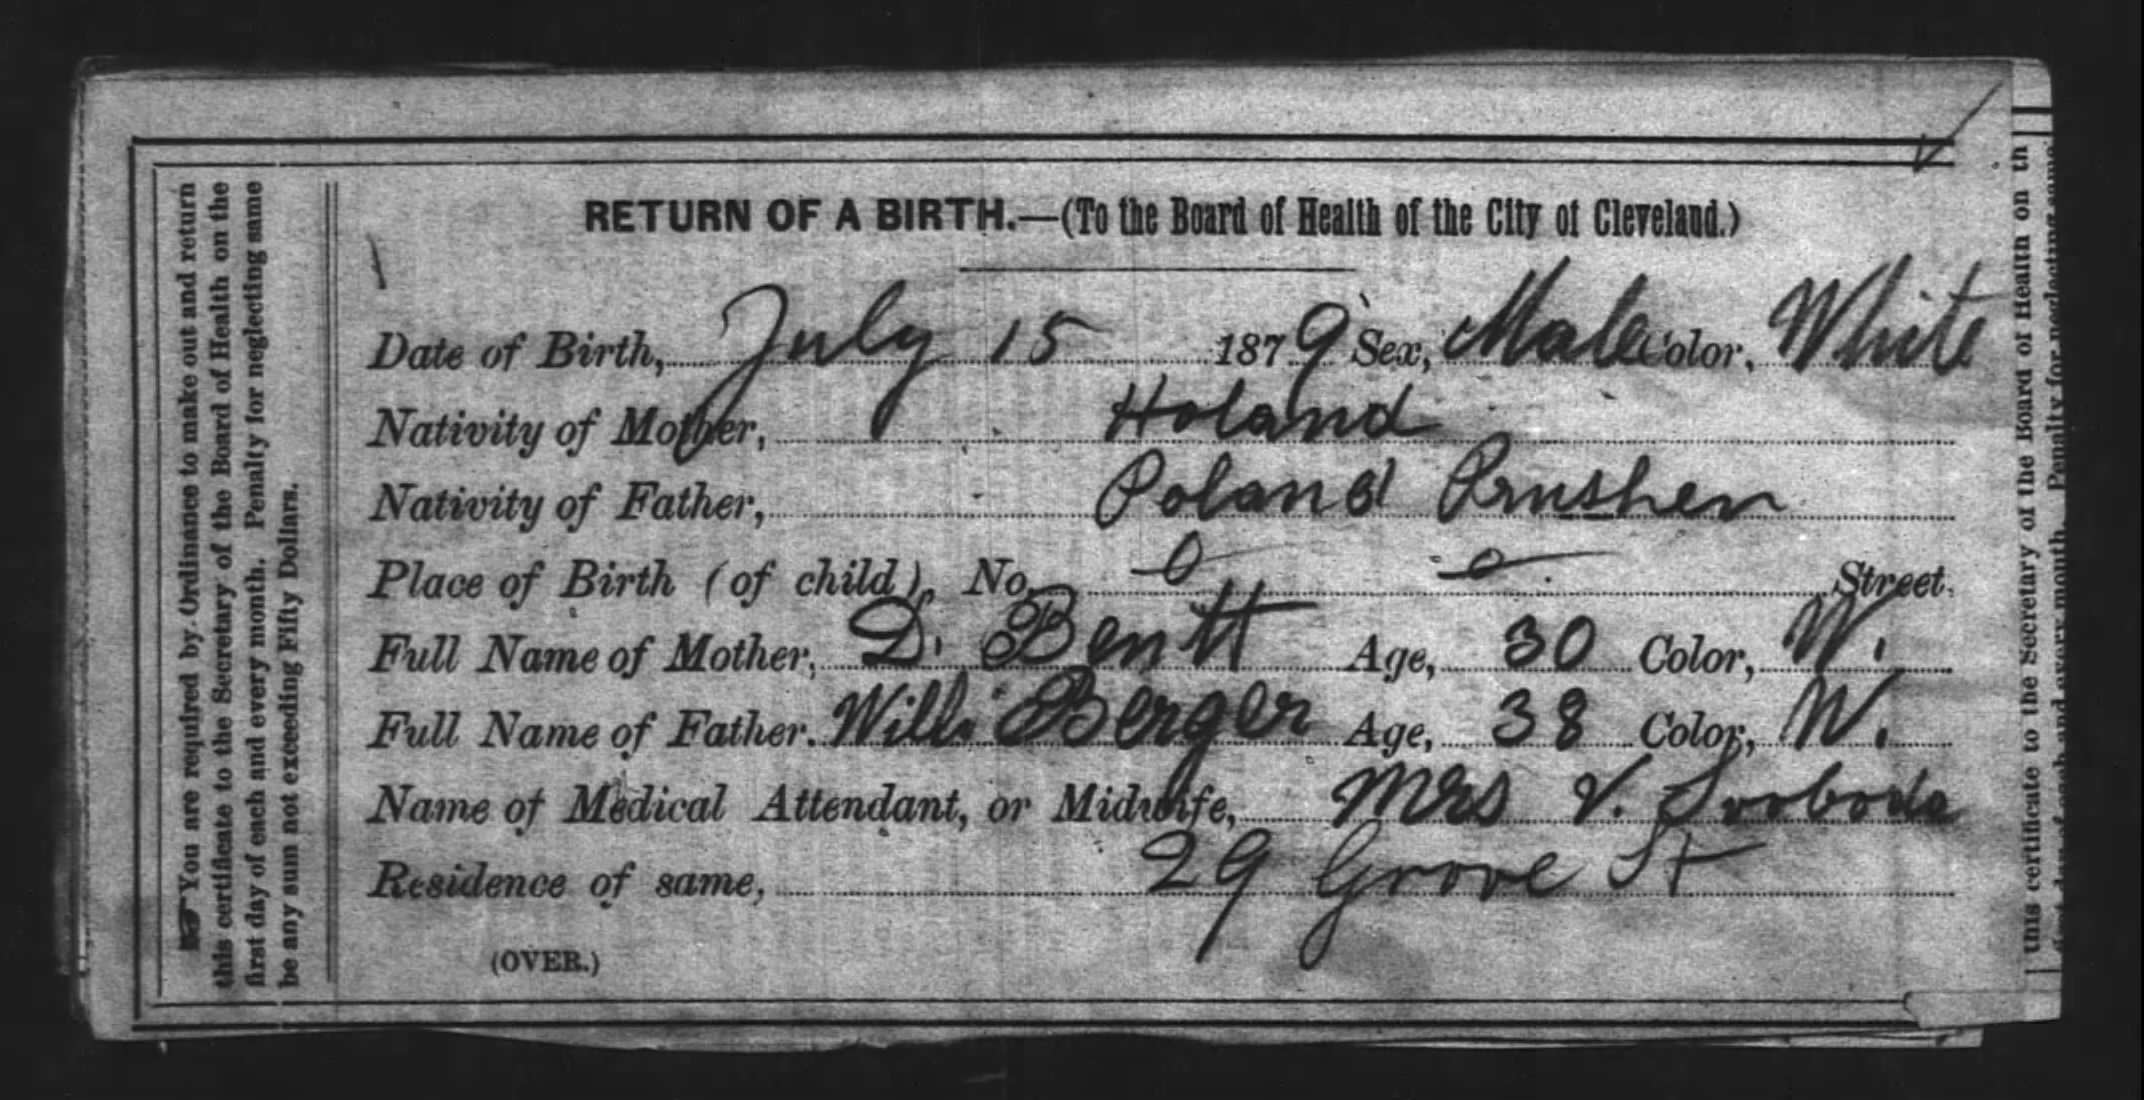 RETURN OF A BIRTH.—(To the Board of Health of the City of Cleveland.)
Date of Birth, July 15 1879 Sex, Male Color, White
Nativity of Mother, Holand
Nativity of Father, Poland Prushen
Place of Birth (of child), No. 0 0 Street.
Full Name of Mother, D. Bentt Age, 30 Color, W.
Full Name of Father. Willi Berger Age, 38 Color, W.
Name of Medical Attendant, or Midwife, Mrs V. Svoboda
Residence of same, 29 Grove St
(OVER.)
☞ You are required by Ordinance to make out and return
this certificate to the Secretary of the Board of Health on the
first day of each and every month. Penalty for neglecting same
be any sum not exceeding Fifty Dollars.
this certificate to the Secretary of the Board of Health on th
first day of each and every month. Penalty for neglecting same